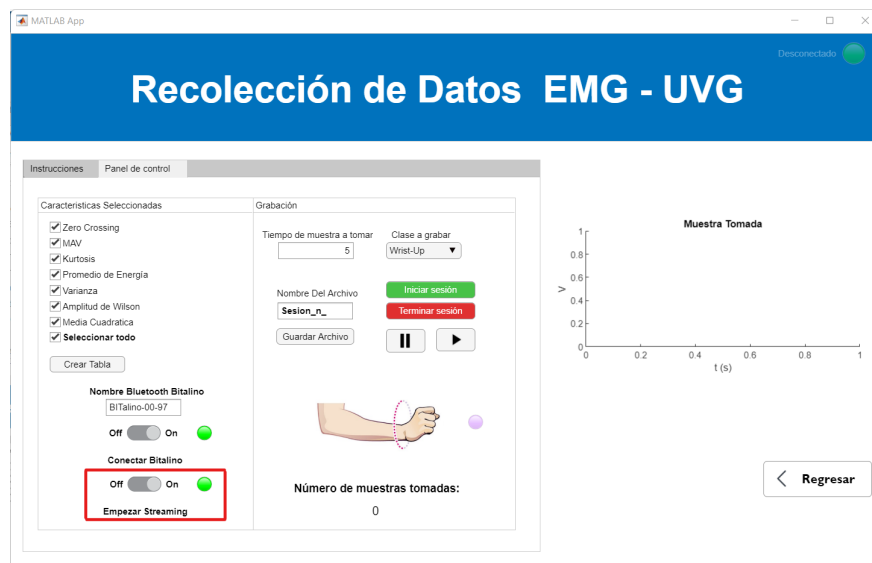 MATLAB App
Desconectado
Recolección de Datos EMG - UVG
Instrucciones
Panel de control
Caracteristicas Seleccionadas
Zero Crossing
MAV
Kurtosis
Promedio de Energía
Varianza
Amplitud de Wilson
Media Cuadratica
Seleccionar todo
Crear Tabla
Nombre Bluetooth Bitalino
BITalino-00-97
Off On
Conectar Bitalino
Off On
Empezar Streaming
Grabación
Tiempo de muestra a tomar
5
Clase a grabar
Wrist-Up
Nombre Del Archivo
Sesion_n_
Guardar Archivo
Iniciar sesión
Terminar sesión
Número de muestras tomadas:
0
Muestra Tomada
V
1
0.8
0.6
0.4
0.2
0
0 0.2 0.4 0.6 0.8 1
t (s)
Regresar